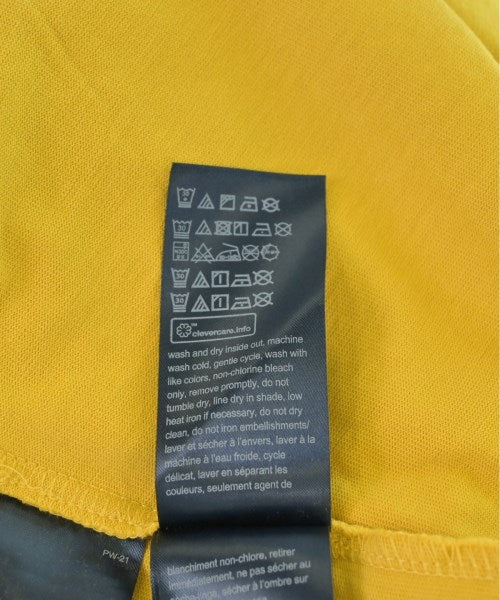 clevercare.info
wash and dry inside out, machine
wash cold, gentle cycle, wash with
like colors, non-chlorine bleach
only, remove promptly, do not
tumble dry, line dry in shade, low
heat iron if necessary, do not dry
clean, do not iron embellishments/
laver et sécher à l'envers, laver à la
machine à l'eau froide, cycle
délicat, laver en séparant les
couleurs, seulement agent de
PW-21
blanchiment non-chlore, retirer
immédiatement, ne pas sécher au
sécher à l'ombre sur